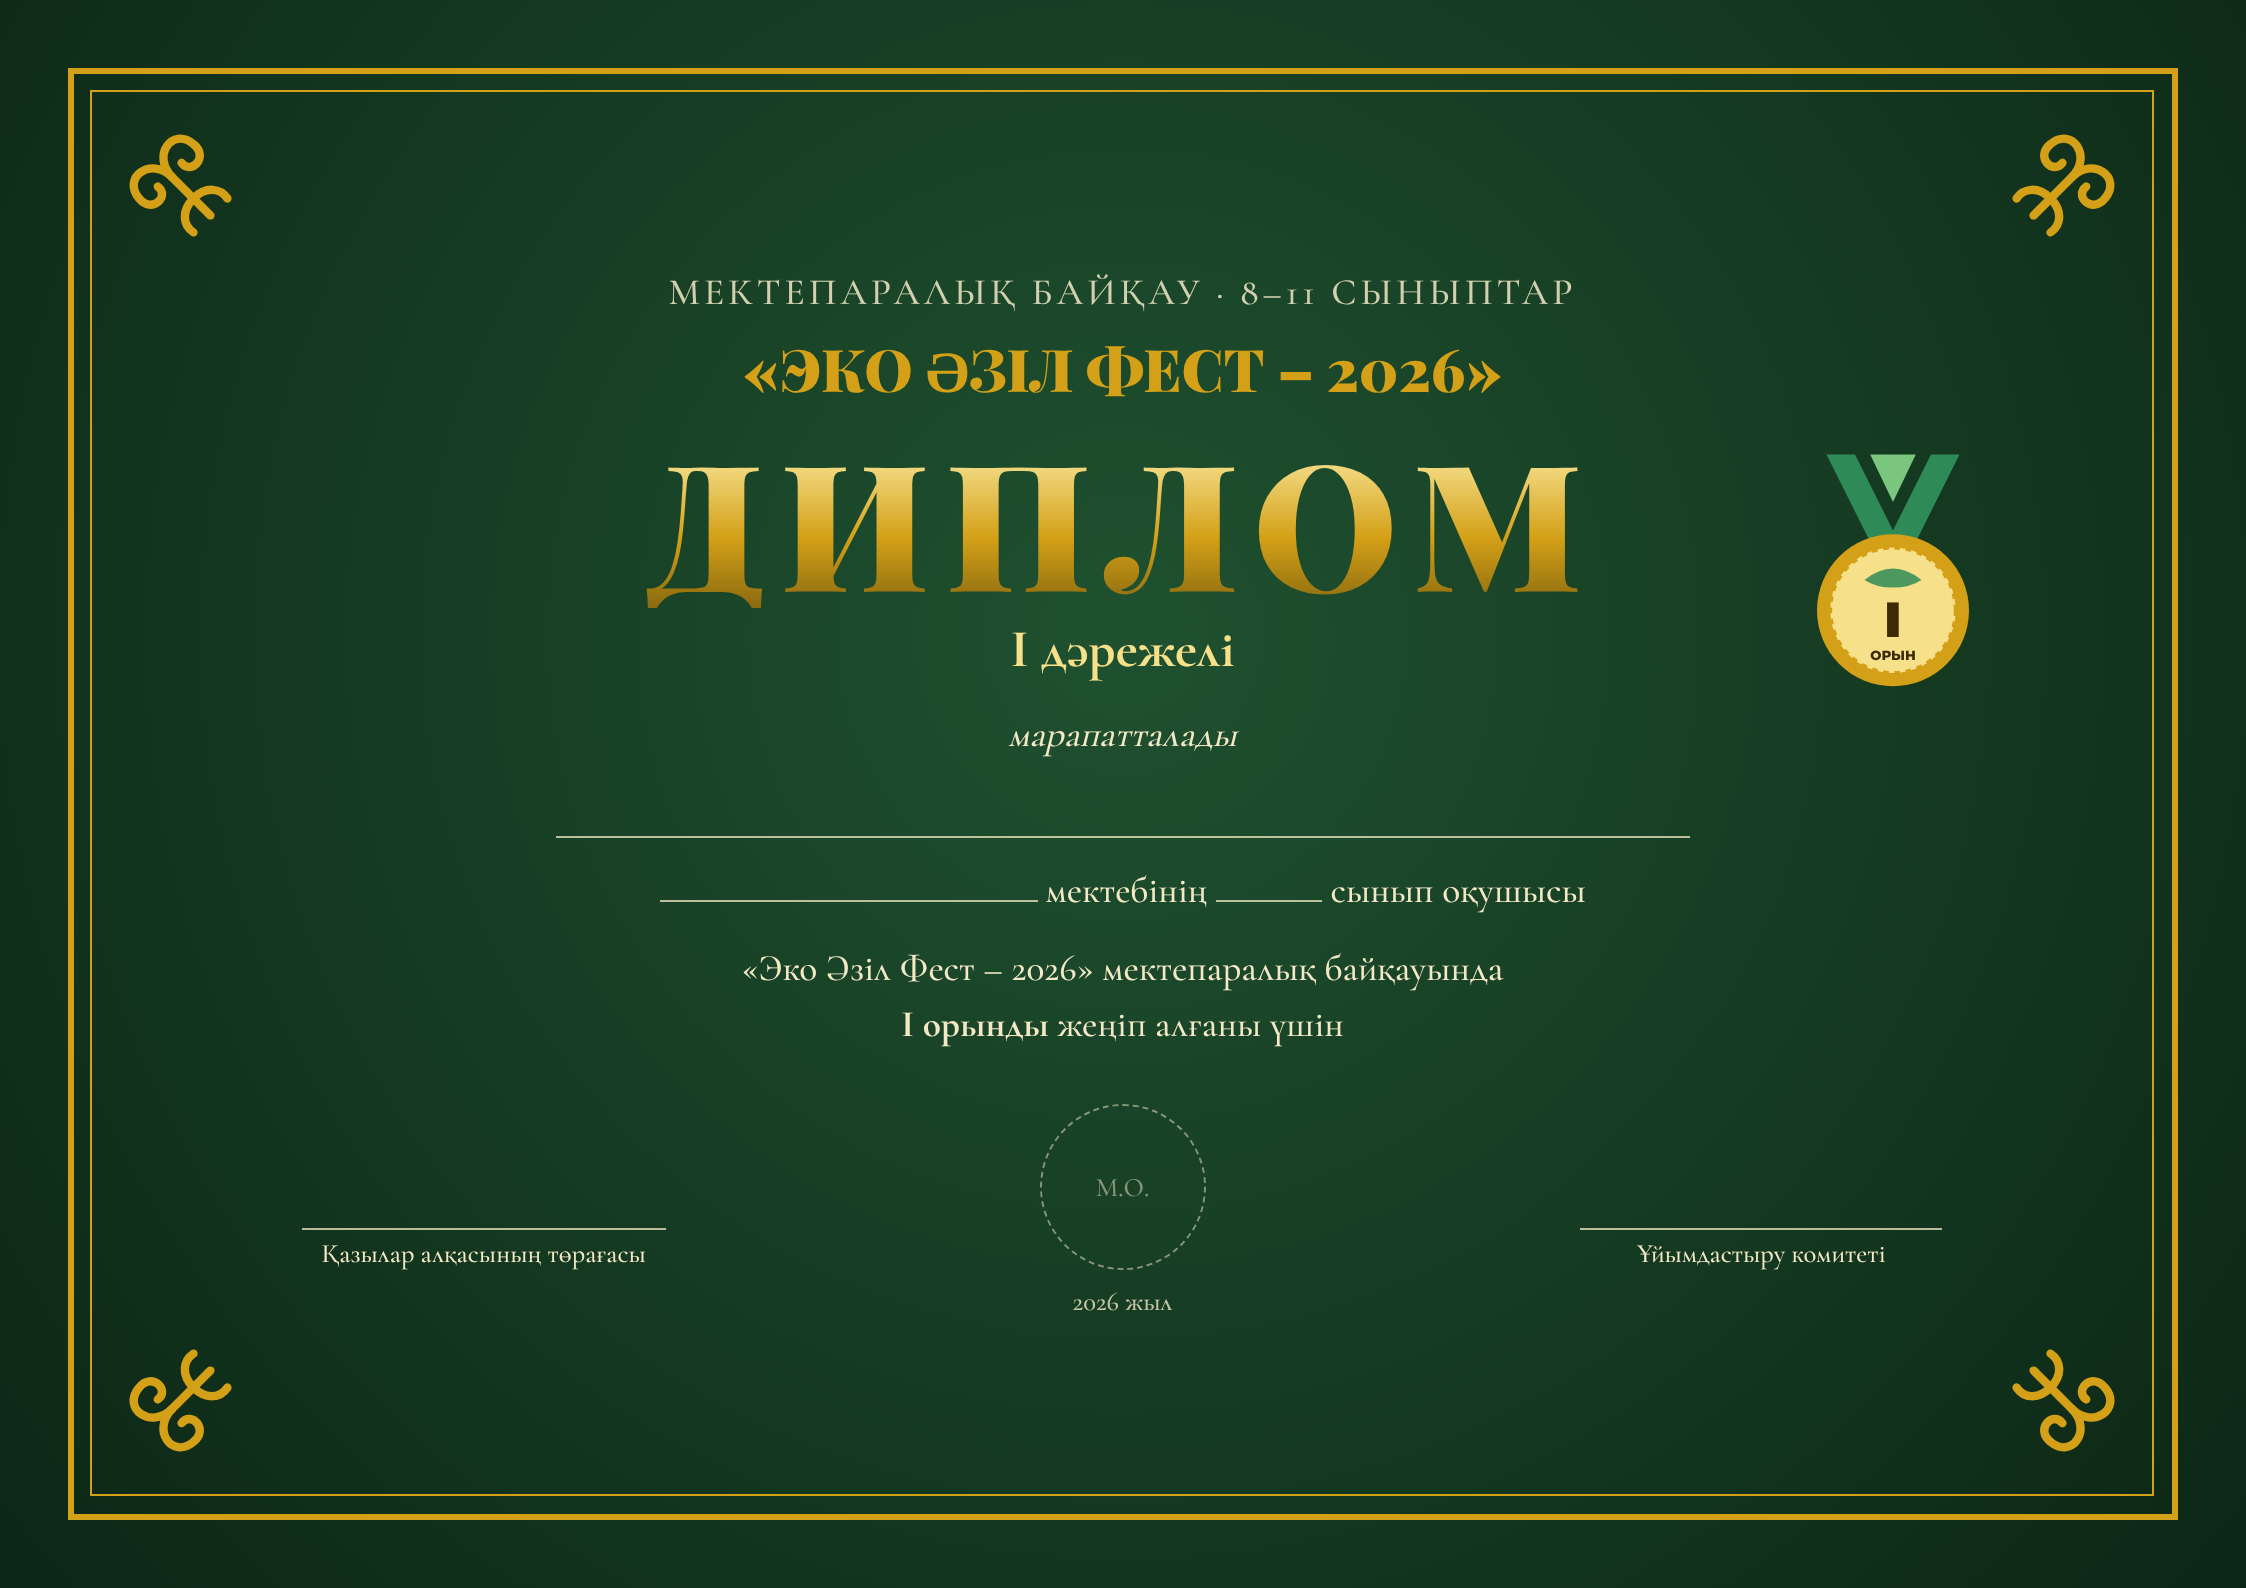 МЕКТЕПАРАЛЫҚ БАЙҚАУ · 8–11 СЫНЫПТАР
«ЭКО ӘЗІЛ ФЕСТ – 2026»
ДИПЛОМ
I дәрежелі
I
ОРЫН
марапатталады
мектебінің сынып оқушысы
«Эко Әзіл Фест – 2026» мектепаралық байқауында
I орынды жеңіп алғаны үшін
М.О.
Қазылар алқасының төрағасы
Ұйымдастыру комитеті
2026 жыл